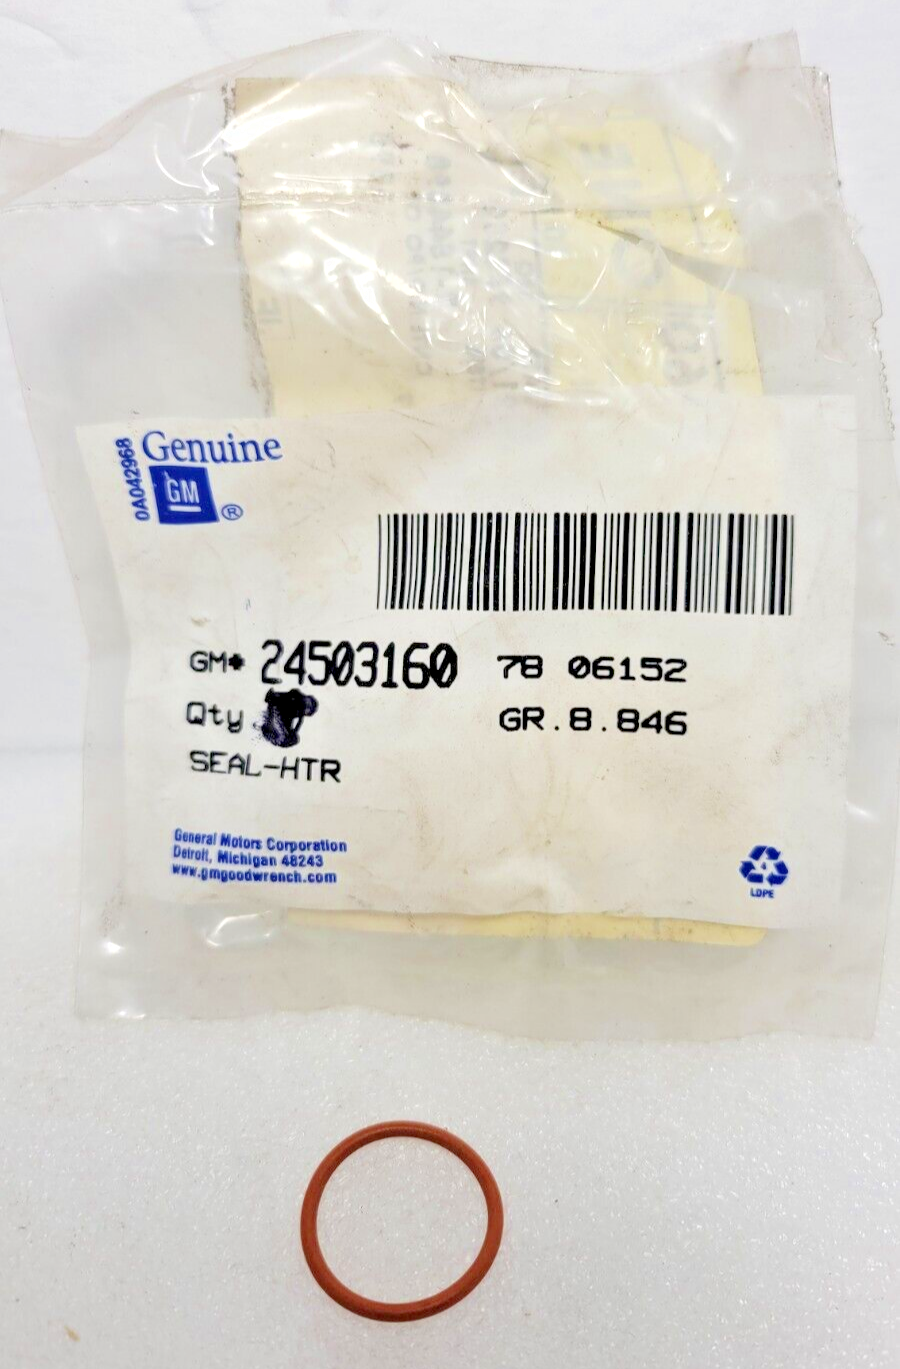 0A042968
Genuine
GM ®
GM# 24503160 78 06152
Qty
GR.8.846
SEAL-HTR
General Motors Corporation
Detroit, Michigan 48243
www.gmgoodwrench.com
4
LDPE